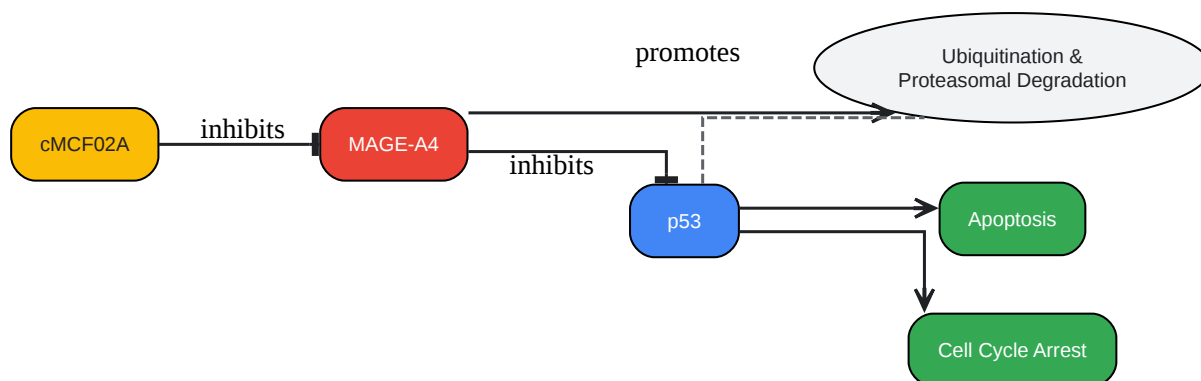 promotes
Ubiquitination &
Proteasomal Degradation
cMCF02A
inhibits
MAGE-A4
inhibits
p53
Apoptosis
Cell Cycle Arrest